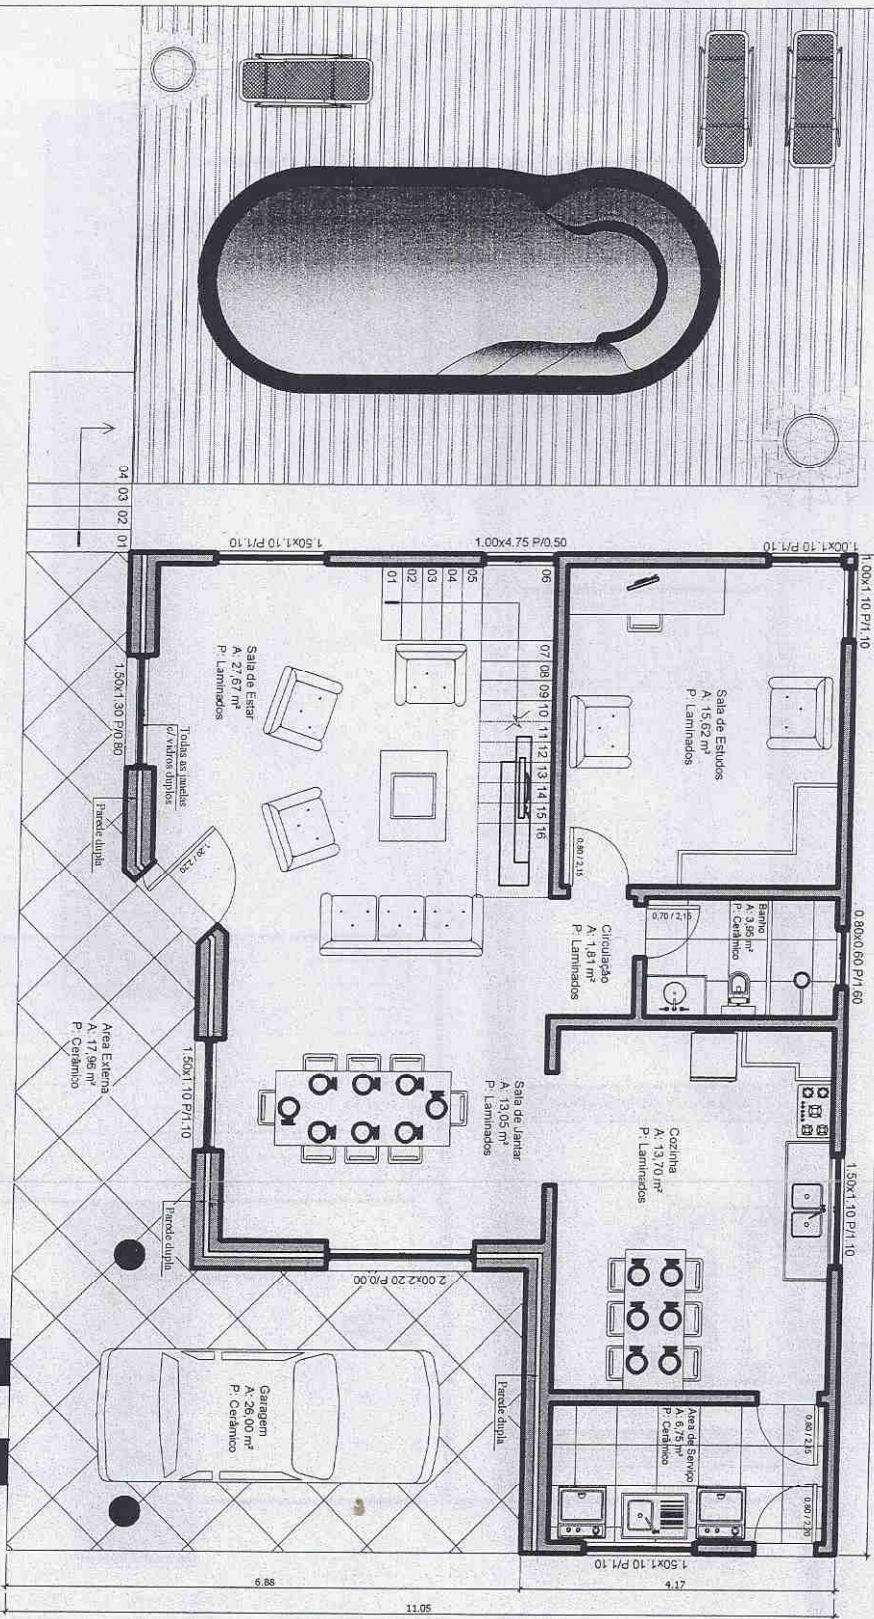 04 03 02 01
1.50x1.10 P/1.10
1.00x4.75 P/0.50
1.00x1.10 P/1.10
1.00x1.10 P/1.10
01
02
03
04
05
06
07 08 09 10 11 12 13 14 15 16
Sala de Estar
A: 27,67 m²
P: Laminados
Sala de Estudos
A: 15,62 m²
P: Laminados
0,80 / 2,15
1.50x1.30 P/0.80
Todas as janelas
c/ vidros duplos
Parede dupla
Banho
A: 3,95 m²
P: Cerâmico
0,70 / 2,15
0.80x0.60 P/1.60
Circulação
A: 1,81 m²
P: Laminados
Área Externa
A: 17,96 m²
P: Cerâmico
1.50x1.10 P/1.10
Sala de Jantar
A: 13,05 m²
P: Laminados
Cozinha
A: 13,70 m²
P: Laminados
1.50x1.10 P/1.10
Parede dupla
2.00x2.20 P/0.00
Garagem
A: 26,00 m²
P: Cerâmico
Parede dupla
Área de Serviço
A: 6,75 m²
P: Cerâmico
0,80 / 2,15
0,80 / 2,20
1.50x1.10 P/1.10
6.88
4.17
11.05